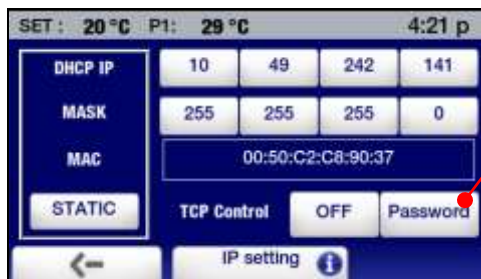 SET : 20 °C P1: 29 °C 4:21 p
DHCP IP 10 49 242 141
MASK 255 255 255 0
MAC 00:50:C2:C8:90:37
STATIC TCP Control OFF Password
IP setting